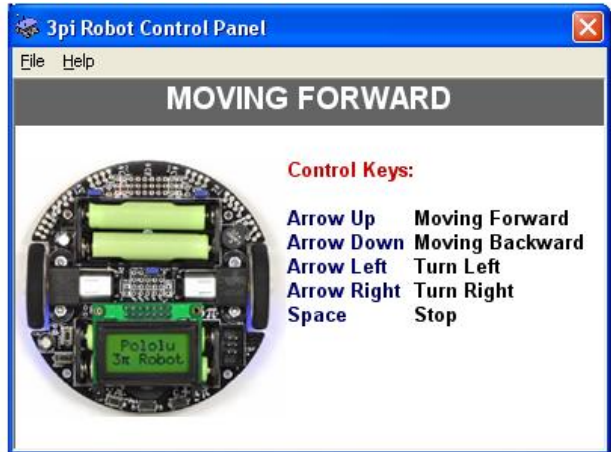 3pi Robot Control Panel
File Help
MOVING FORWARD
Control Keys:
Arrow Up Moving Forward
Arrow Down Moving Backward
Arrow Left Turn Left
Arrow Right Turn Right
Space Stop
Pololu
3π Robot